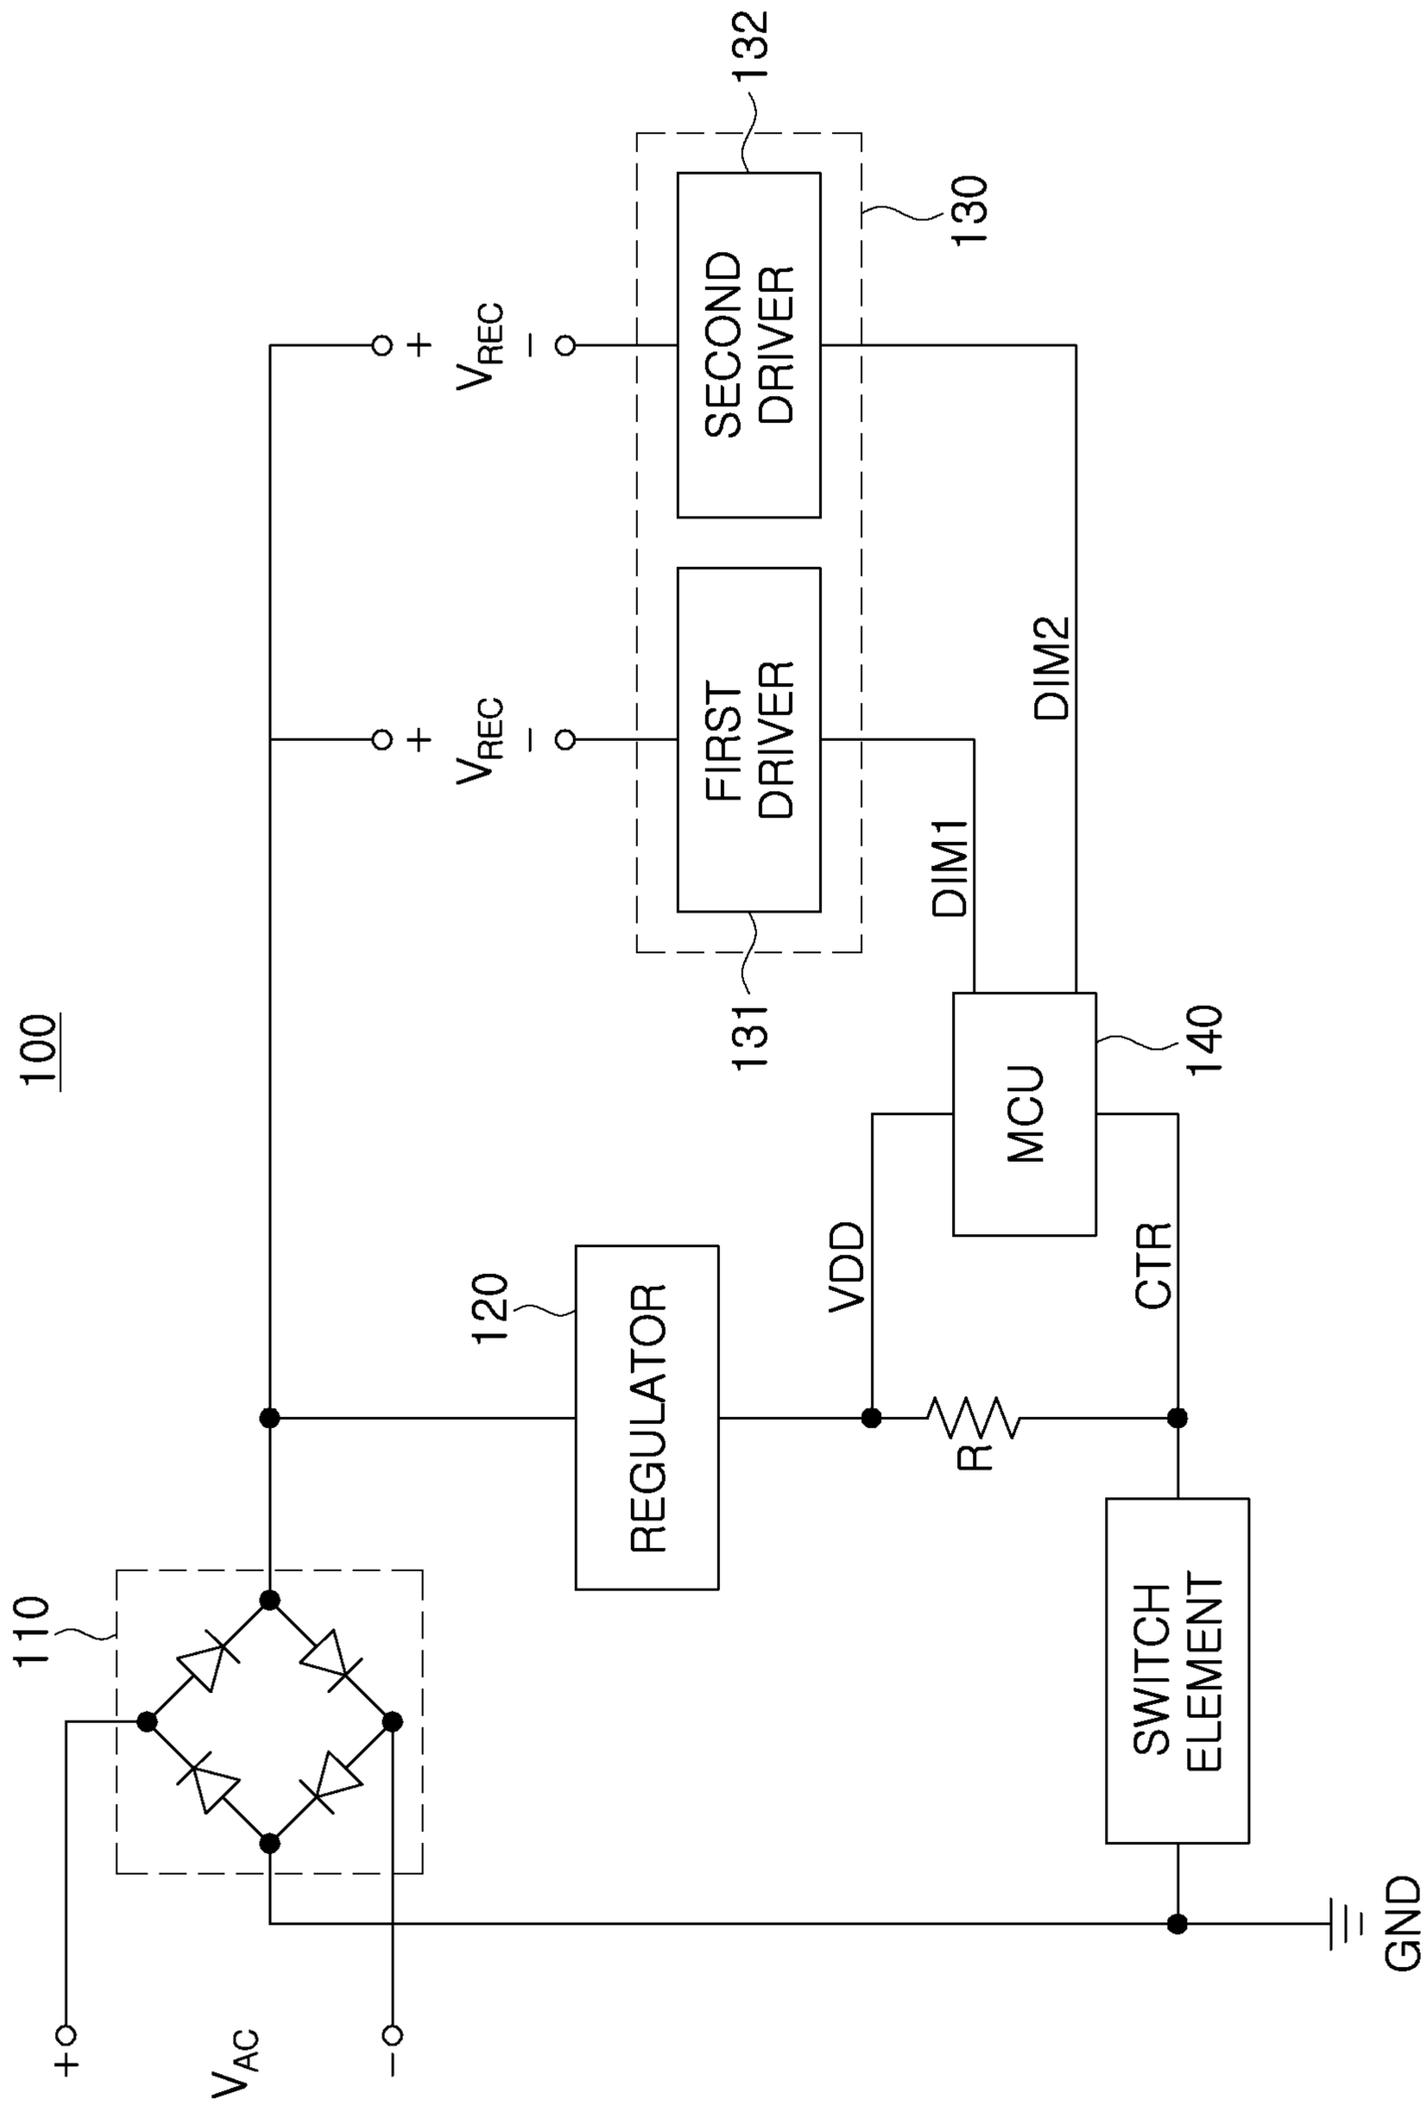 100
110
+
V_AC
−
120
REGULATOR
+
V_REC
−
+
V_REC
−
FIRST
DRIVER
SECOND
DRIVER
131
132
130
VDD
R
CTR
MCU
140
DIM1
DIM2
SWITCH
ELEMENT
GND